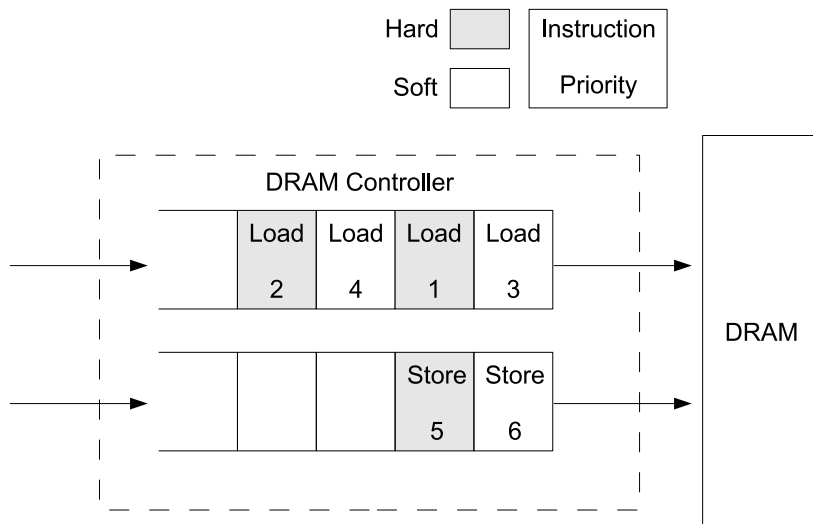 Hard
Instruction
Soft
Priority
DRAM Controller
Load Load Load Load
2 4 1 3
DRAM
Store Store
5 6